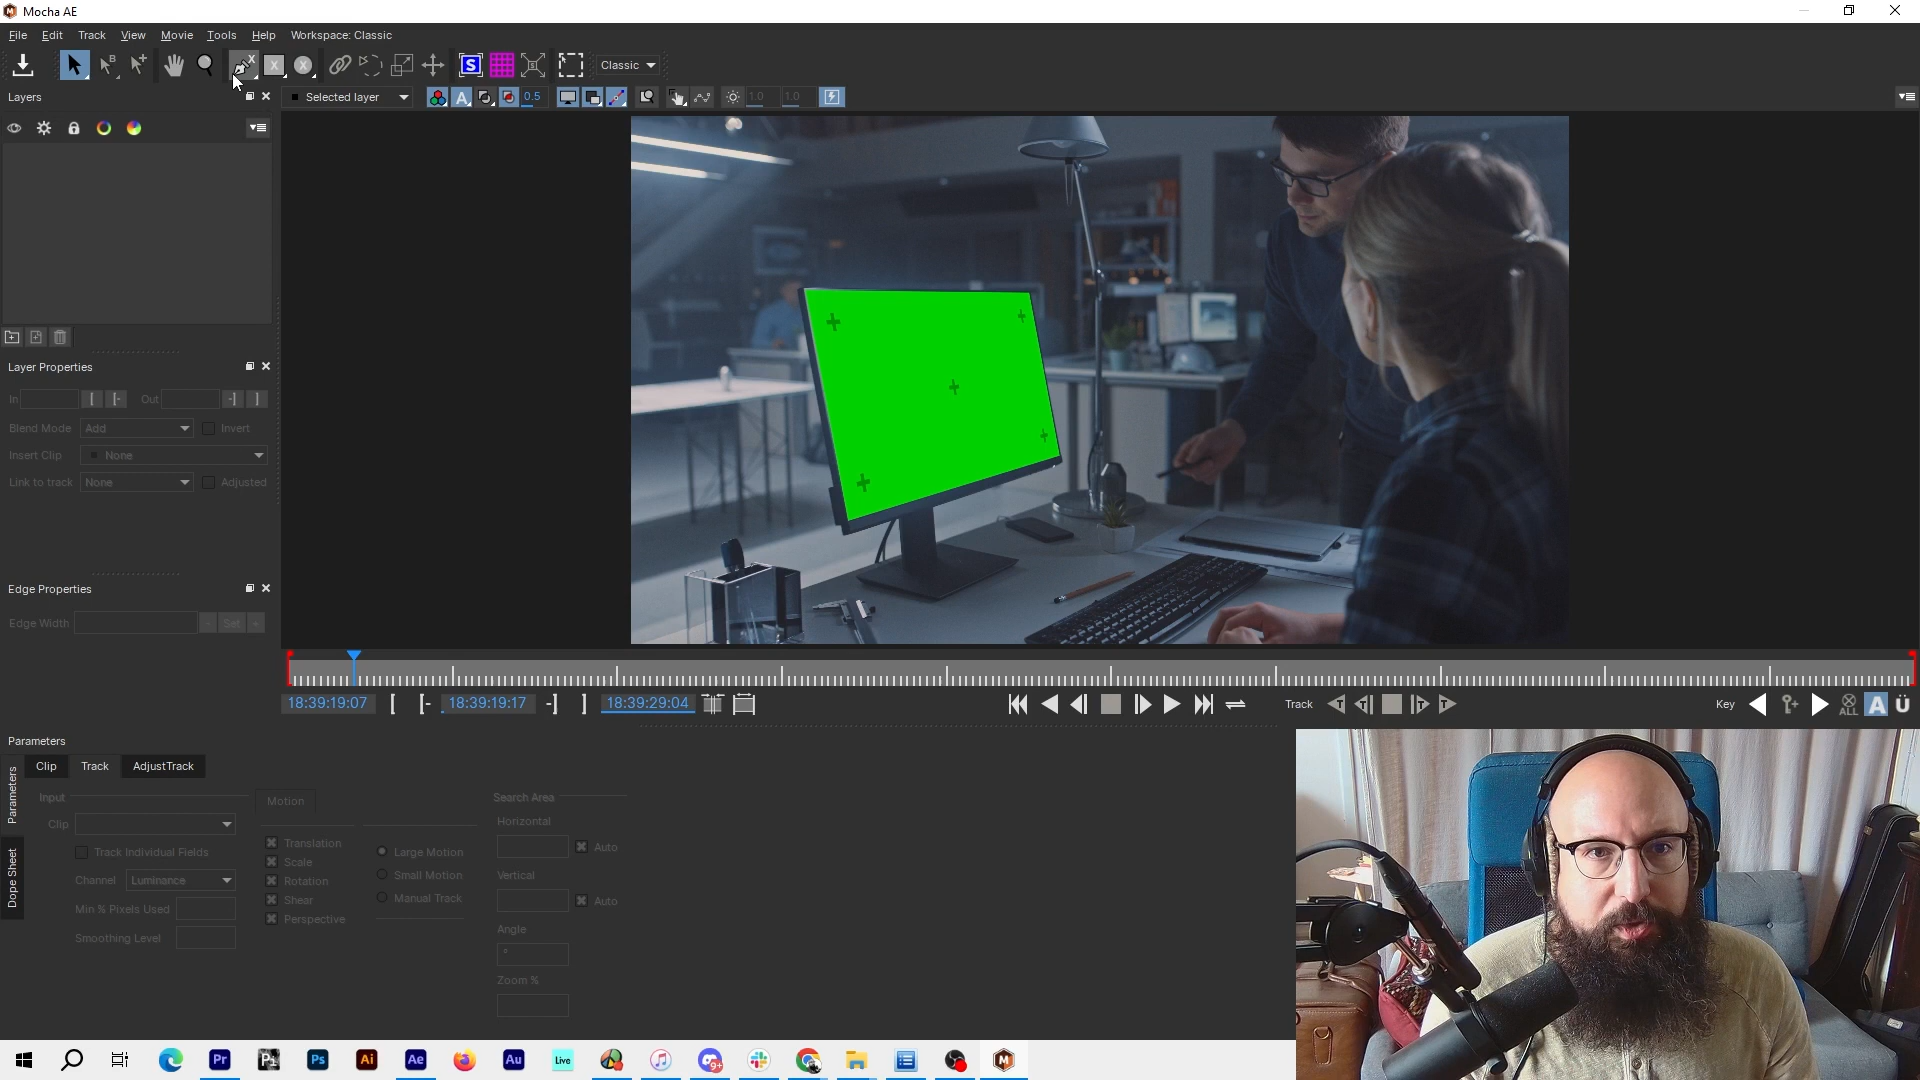 Mocha AE
File Edit Track View Movie Tools Help Workspace: Classic
Classic
Layers
Selected layer
0.5
1.0
1.0
Layer Properties
In
Out
Blend Mode Add Invert
Insert Clip None
Link to track None Adjusted
Edge Properties
Edge Width Set
18:39:19:07 18:39:19:17 18:39:29:04
Track
Key
ALL
Parameters
Parameters
Dope Sheet
Clip Track AdjustTrack
Input
Clip
Track Individual Fields
Channel Luminance
Min % Pixels Used
Smoothing Level
Motion
Translation
Scale
Rotation
Shear
Perspective
Large Motion
Small Motion
Manual Track
Search Area
Horizontal
Auto
Vertical
Auto
Angle
°
Zoom %
Pr Pi Ps Ai Ae Au Live 9+